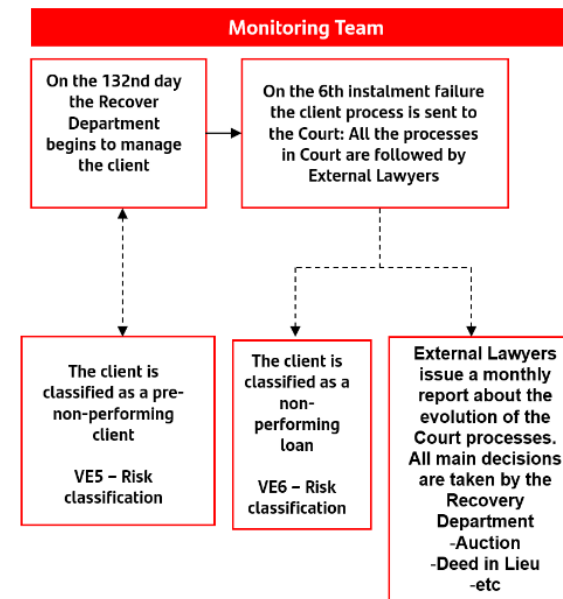 Monitoring Team
On the 132nd day
the Recover
Department
begins to manage
the client
On the 6th instalment failure
the client process is sent to
the Court: All the processes
in Court are followed by
External Lawyers
The client is
classified as a pre-
non-performing
client
VE5 – Risk
classification
The client is
classified as a
non-
performing
loan
VE6 – Risk
classification
External Lawyers
issue a monthly
report about the
evolution of the
Court processes.
All main decisions
are taken by the
Recovery
Department
-Auction
-Deed in Lieu
-etc